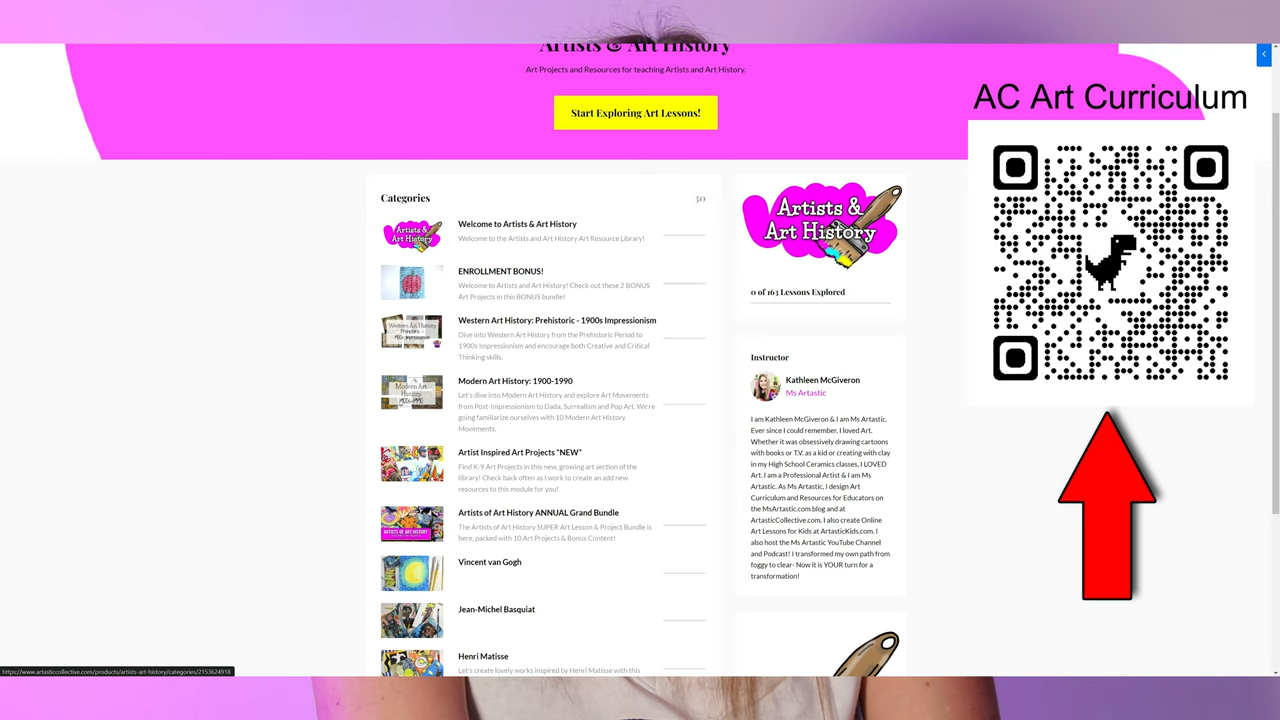 Artists & Art History
Art Projects and Resources for teaching Artists and Art History.
Start Exploring Art Lessons!
AC Art Curriculum
Categories
30
Artists &
Art History
Welcome to Artists & Art History
Welcome to the Artists and Art History Art Resource Library!
ENROLLMENT BONUS!
Welcome to Artists and Art History! Check out these 2 BONUS
Art Projects in this BONUS bundle!
Western Art History: Prehistoric - 1900s Impressionism
Dive into Western Art History from the Prehistoric Period to
1900s Impressionism and encourage both Creative and Critical
Thinking skills.
Modern Art History: 1900-1990
Let's dive into Modern Art History and explore Art Movements
from Post-Impressionism to Dada, Surrealism and Pop Art. We're
going familiarize ourselves with 10 Modern Art History
Movements.
Artist Inspired Art Projects *NEW*
Find K-9 Art Projects in this new, growing art section of the
library! Check back often as I work to create an add new
resources to this module for you!
Artists of Art History ANNUAL Grand Bundle
The Artists of Art History SUPER Art Lesson & Project Bundle is
here, packed with 10 Art Projects & Bonus Content!
Vincent van Gogh
Jean-Michel Basquiat
Henri Matisse
Let's create lovely works inspired by Henri Matisse with this
Artists &
Art History
0 of 163 Lessons Explored
Instructor
Kathleen McGiveron
Ms Artastic
I am Kathleen McGiveron & I am Ms Artastic.
Ever since I could remember, I loved Art.
Whether it was obsessively drawing cartoons
with books or T.V. as a kid or creating with clay
in my High School Ceramics classes, I LOVED
Art. I am a Professional Artist & I am Ms
Artastic. As Ms Artastic, I design Art
Curriculum and Resources for Educators on
the MsArtastic.com blog and at
ArtasticCollective.com. I also create Online
Art Lessons for Kids at ArtasticKids.com. I
also host the Ms Artastic YouTube Channel
and Podcast! I transformed my own path from
foggy to clear- Now it is YOUR turn for a
transformation!
https://www.artasticcollective.com/products/artists-art-history/categories/2153624918